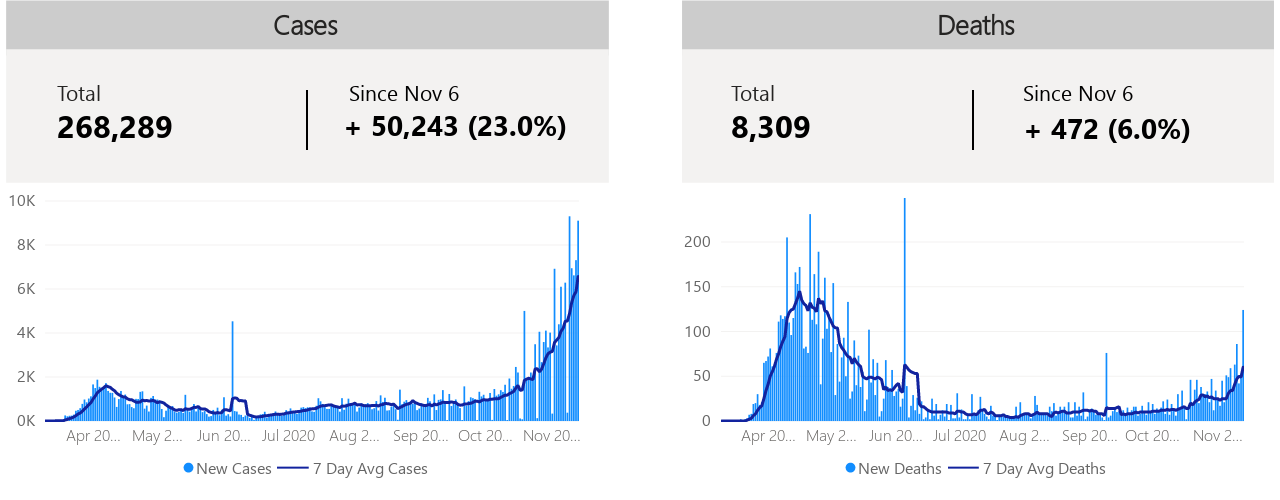 Cases
Total
268,289
Since Nov 6
+ 50,243 (23.0%)
10K
8K
6K
4K
2K
0K
Apr 20... May 2... Jun 20... Jul 2020 Aug 2... Sep 20... Oct 20... Nov 20...
New Cases 7 Day Avg Cases
Deaths
Total
8,309
Since Nov 6
+ 472 (6.0%)
200
150
100
50
0
Apr 20... May 2... Jun 20... Jul 2020 Aug 2... Sep 20... Oct 20... Nov 2...
New Deaths 7 Day Avg Deaths